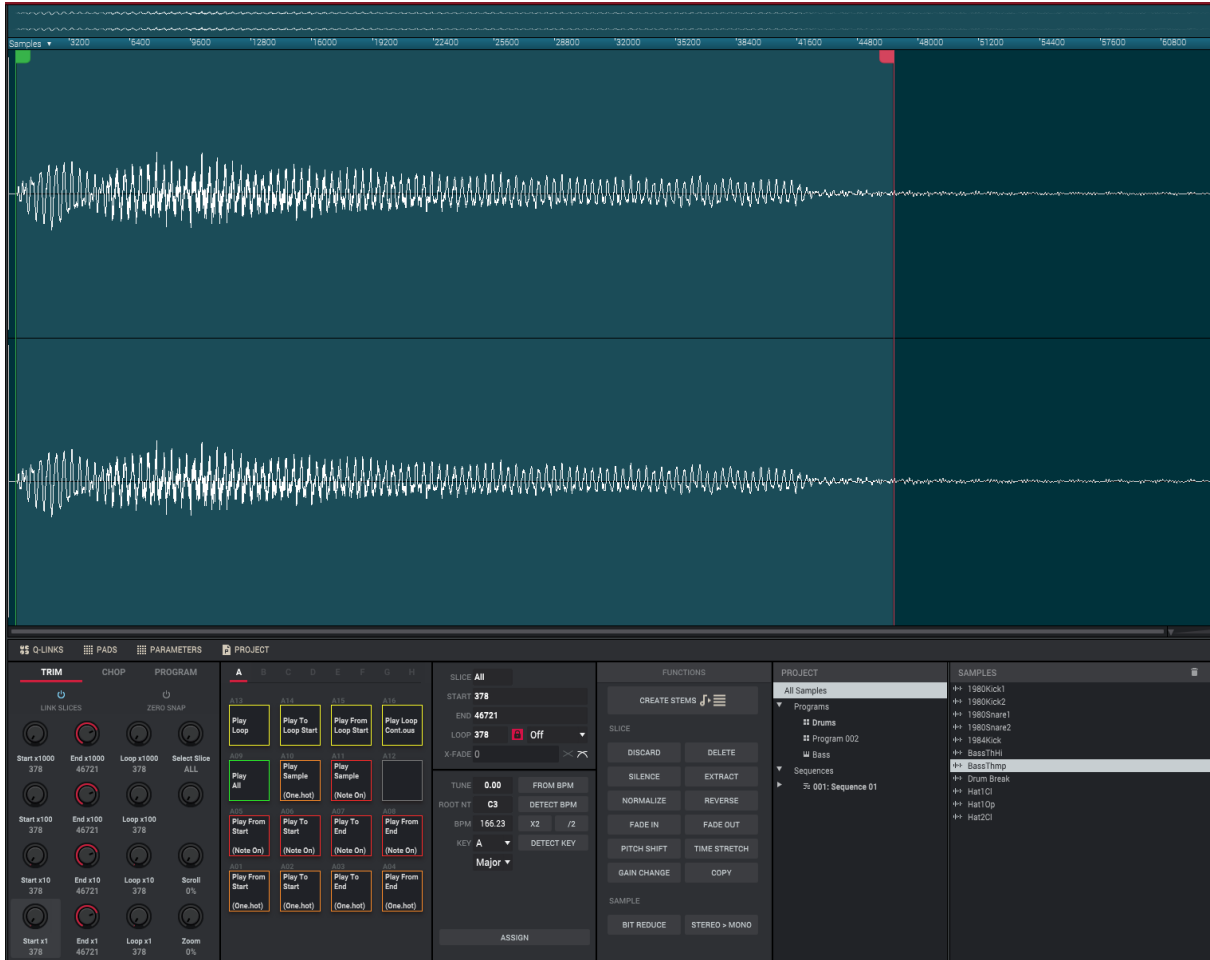 Samples ▾ '3200 '6400 '9600 '12800 '16000 '19200 '22400 '25600 '28800 '32000 '35200 '38400 '41600 '44800 '48000 '51200 '54400 '57600 '60800
Q-LINKS PADS PARAMETERS PROJECT
TRIM CHOP PROGRAM
LINK SLICES ZERO SNAP
Start x1000 End x1000 Loop x1000 Select Slice
378 46721 378 ALL
Start x100 End x100 Loop x100
378 46721 378
Start x10 End x10 Loop x10 Scroll
378 46721 378 0%
Start x1 End x1 Loop x1 Zoom
378 46721 378 0%
A B C D E F G H
A13 A14 A15 A16
Play Play To Play From Play Loop
Loop Loop Start Loop Start Cont.ous
A09 A10 A11 A12
Play Play Play
All Sample Sample
(One.hot) (Note On)
A05 A06 A07 A08
Play From Play To Play To Play From
Start Start End End
(Note On) (Note On) (Note On) (Note On)
A01 A02 A03 A04
Play From Play To Play To Play From
Start Start End End
(One.hot) (One.hot) (One.hot) (One.hot)
SLICE All
START 378
END 46721
LOOP 378 Off
X-FADE 0
TUNE 0.00 FROM BPM
ROOT NT C3 DETECT BPM
BPM 166.23 X2 /2
KEY A DETECT KEY
Major
ASSIGN
FUNCTIONS
CREATE STEMS
SLICE
DISCARD DELETE
SILENCE EXTRACT
NORMALIZE REVERSE
FADE IN FADE OUT
PITCH SHIFT TIME STRETCH
GAIN CHANGE COPY
SAMPLE
BIT REDUCE STEREO > MONO
PROJECT
All Samples
Programs
Drums
Program 002
Bass
Sequences
001: Sequence 01
SAMPLES
1980Kick1
1980Kick2
1980Snare1
1980Snare2
1984Kick
BassThHi
BassThmp
Drum Break
Hat1Cl
Hat1Op
Hat2Cl